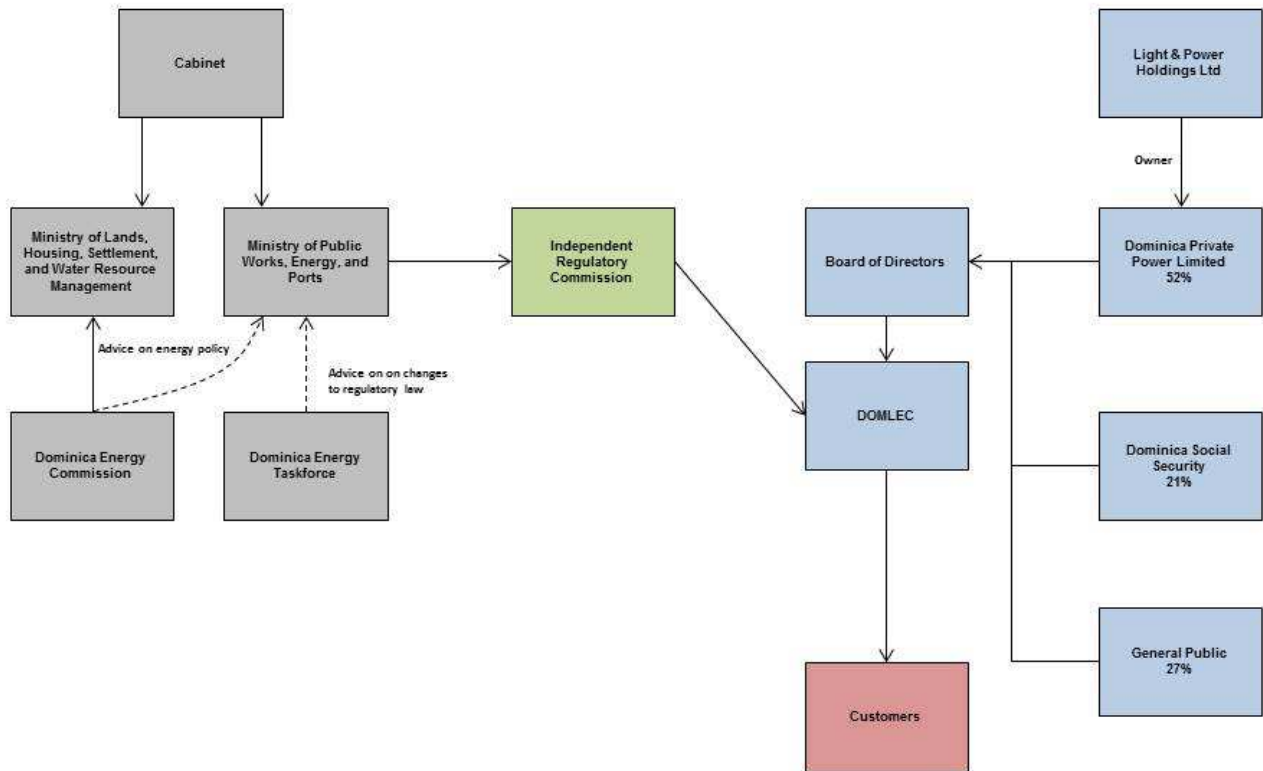 Cabinet
Light & Power
Holdings Ltd
Owner
Ministry of Lands,
Housing, Settlement,
and Water Resource
Management
Ministry of Public
Works, Energy, and
Ports
Independent
Regulatory
Commission
Board of Directors
Dominica Private
Power Limited
52%
Advice on energy policy
Advice on on changes
to regulatory law
Dominica Energy
Commission
Dominica Energy
Taskforce
DOMLEC
Dominica Social
Security
21%
General Public
27%
Customers